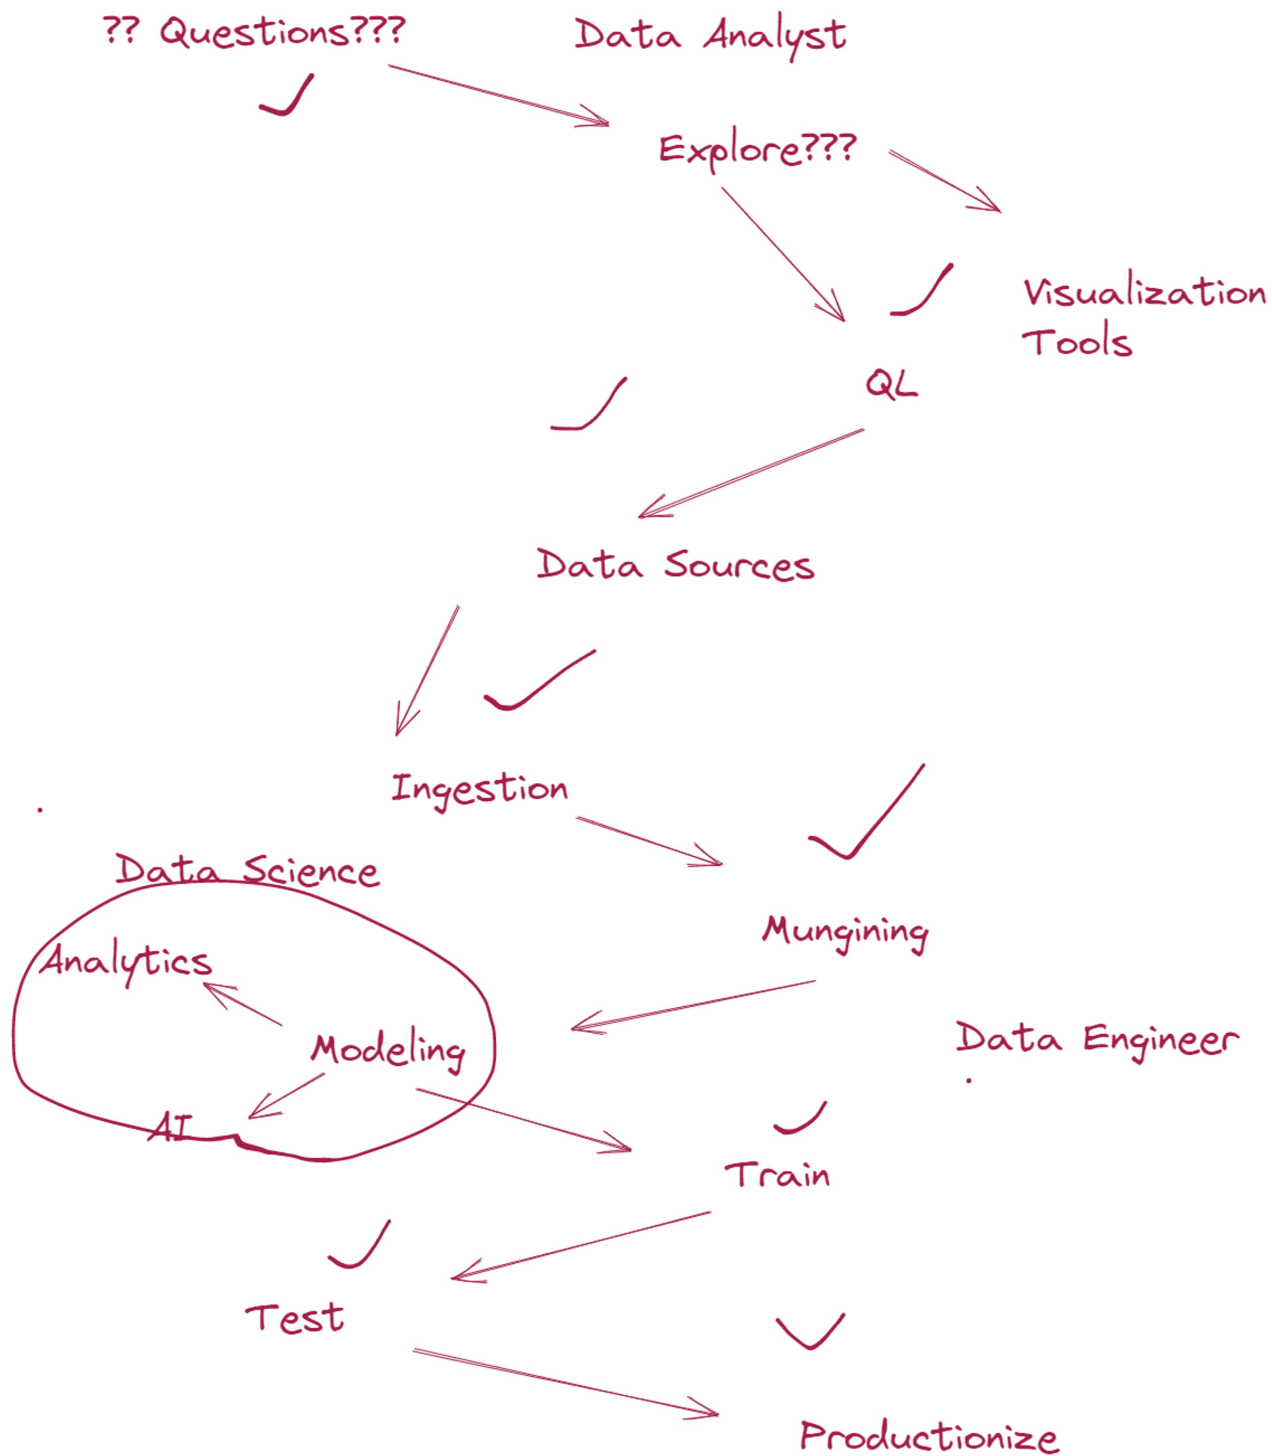 ?? Questions???
Data Analyst
Explore???
Visualization
Tools
QL
Data Sources
Ingestion
Data Science
Mungining
Analytics
Data Engineer
Modeling
AI
Train
Test
Productionize